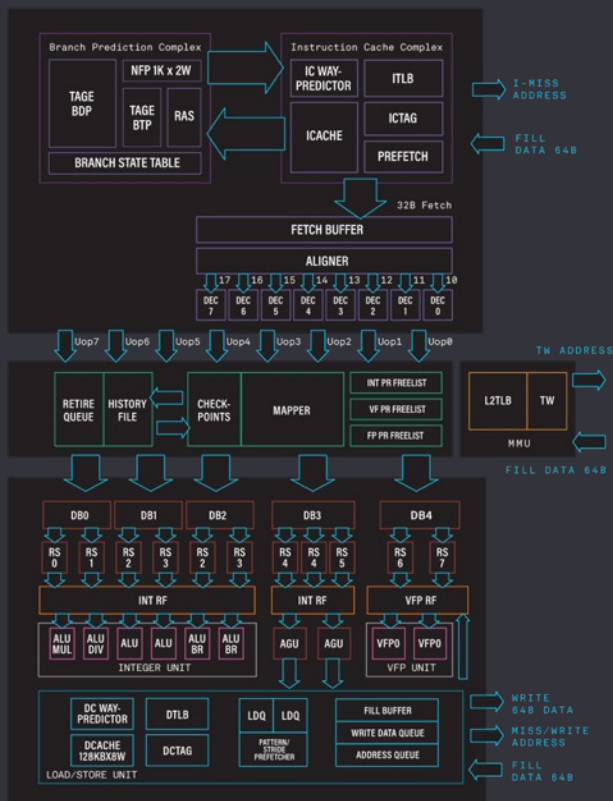 Branch Prediction Complex
NFP 1K x 2W
TAGE
BDP
TAGE
BTP
RAS
BRANCH STATE TABLE
Instruction Cache Complex
IC WAY-
PREDICTOR
ITLB
ICACHE
ICTAG
PREFETCH
I-MISS
ADDRESS
FILL
DATA 64B
32B Fetch
FETCH BUFFER
ALIGNER
17 16 15 14 13 12 11 10
DEC
7
DEC
6
DEC
5
DEC
4
DEC
3
DEC
2
DEC
1
DEC
0
Uop7 Uop6 Uop5 Uop4 Uop3 Uop2 Uop1 Uop0
RETIRE
QUEUE
HISTORY
FILE
CHECK-
POINTS
MAPPER
INT PR FREELIST
VF PR FREELIST
FP PR FREELIST
TW ADDRESS
L2TLB
TW
MMU
FILL DATA 64B
DB0 DB1 DB2 DB3 DB4
RS
0
RS
1
RS
2
RS
3
RS
2
RS
3
RS
4
RS
4
RS
5
RS
6
RS
7
INT RF
INT RF
VFP RF
ALU
MUL
ALU
DIV
ALU
ALU
ALU
BR
ALU
BR
INTEGER UNIT
AGU
AGU
VFP0
VFP0
VFP UNIT
DC WAY-
PREDICTOR
DTLB
DCACHE
128KBX8W
DCTAG
LDQ
LDQ
PATTERN/
STRIDE
PREFETCHER
FILL BUFFER
WRITE DATA QUEUE
ADDRESS QUEUE
LOAD/STORE UNIT
WRITE
64B DATA
MISS/WRITE
ADDRESS
FILL
DATA 64B